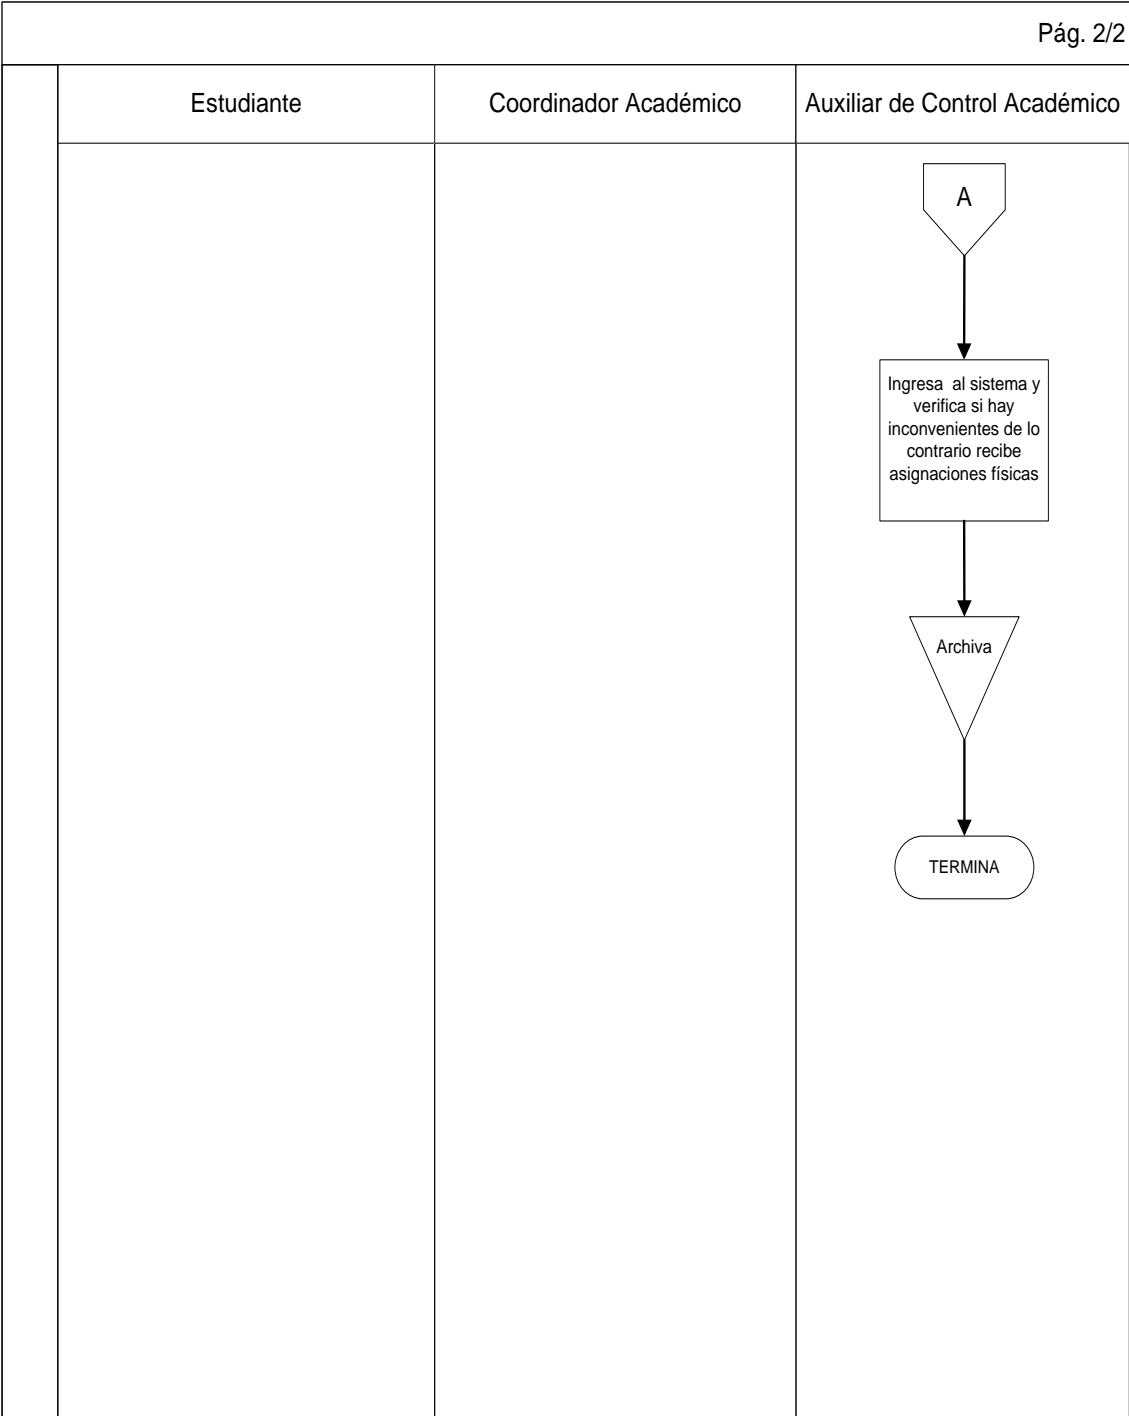 Pág. 2/2
Estudiante
Coordinador Académico
Auxiliar de Control Académico
A
Ingresa  al sistema y
verifica si hay
inconvenientes de lo
contrario recibe
asignaciones físicas
Archiva
TERMINA